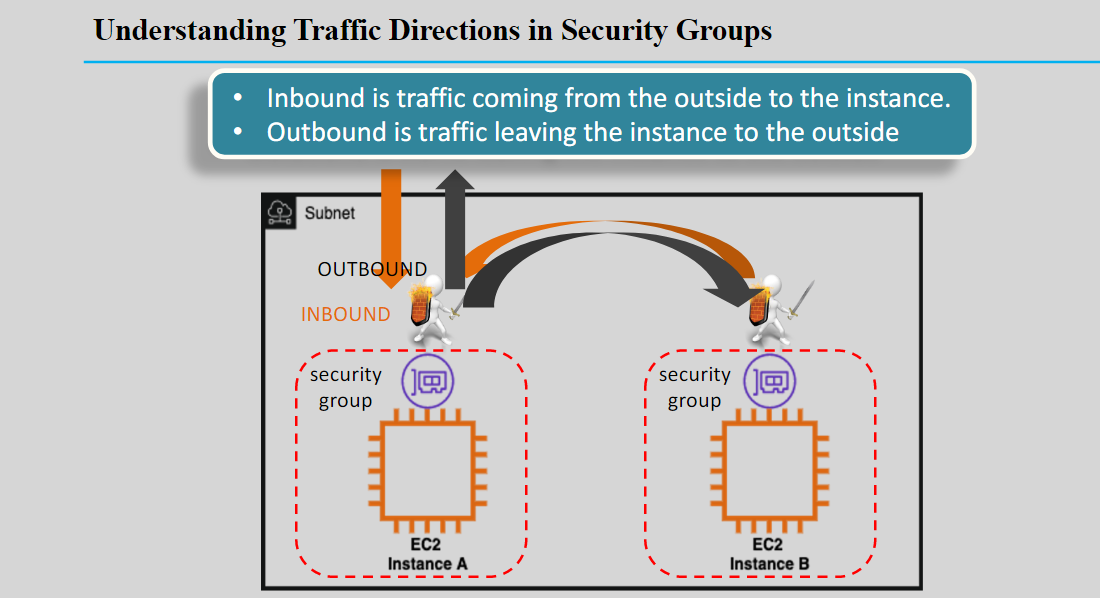 Understanding Traffic Directions in Security Groups
• Inbound is traffic coming from the outside to the instance.
• Outbound is traffic leaving the instance to the outside
Subnet
OUTBOUND
INBOUND
security
group
security
group
EC2
Instance A
EC2
Instance B